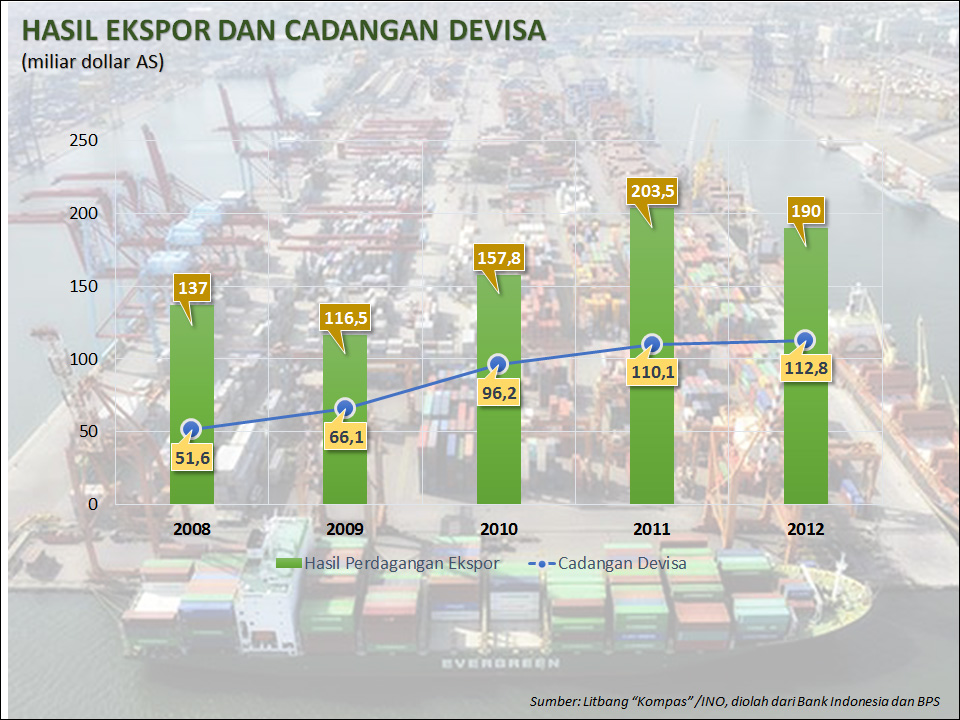 HASIL EKSPOR DAN CADANGAN DEVISA
(miliar dollar AS)
250
200
150
100
50
0
137
116,5
157,8
203,5
190
51,6
66,1
96,2
110,1
112,8
2008 2009 2010 2011 2012
Hasil Perdagangan Ekspor Cadangan Devisa
EVERGREEN
Sumber: Litbang “Kompas” /INO, diolah dari Bank Indonesia dan BPS